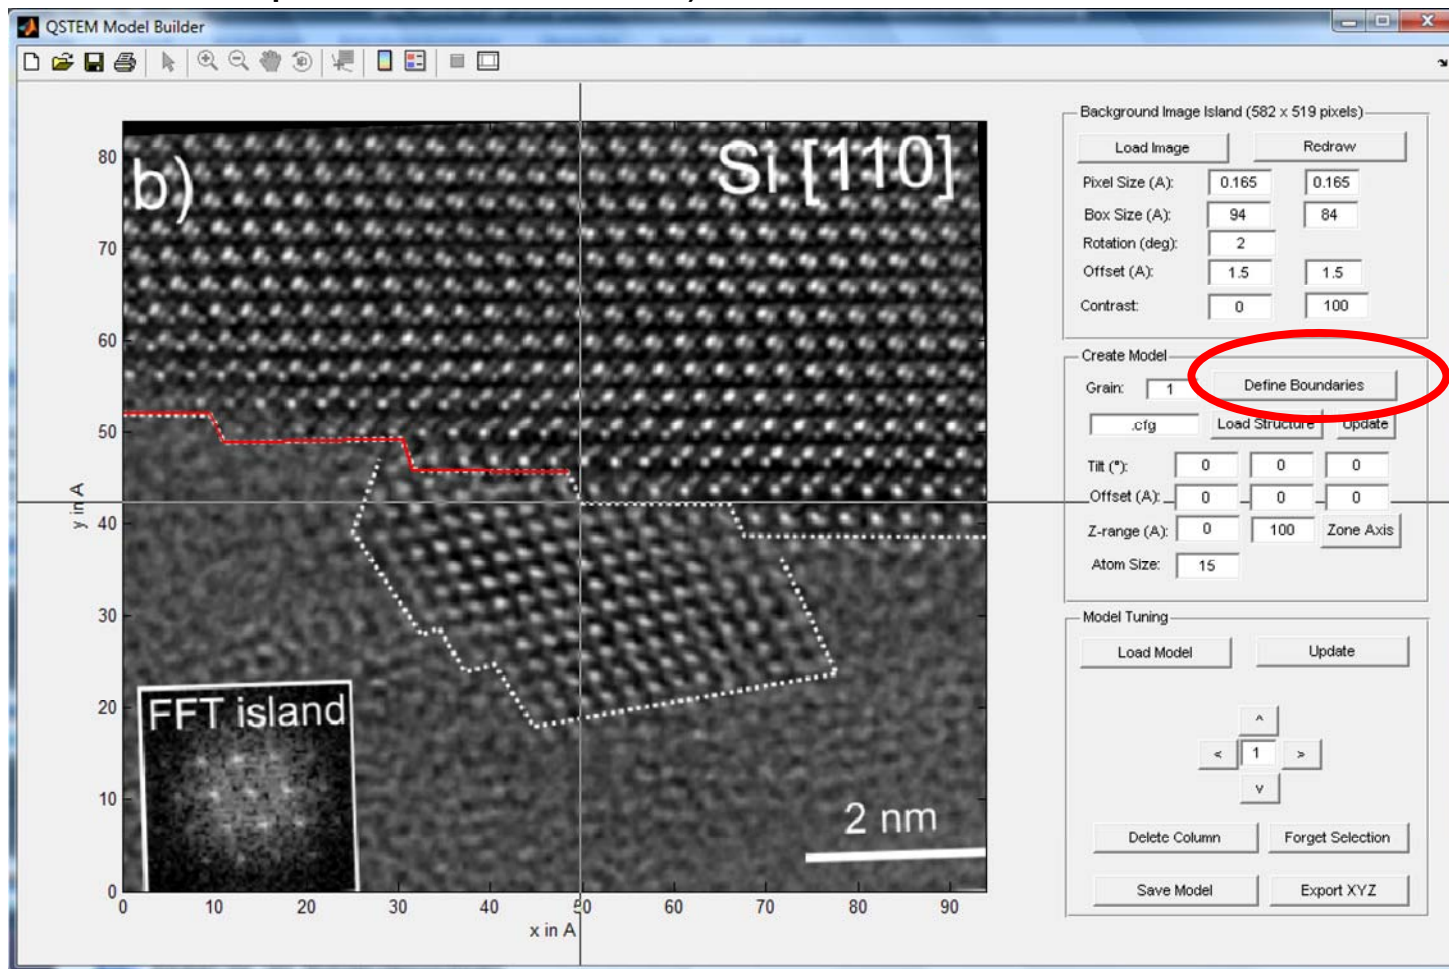 QSTEM Model Builder
b)
Si [110]
FFT island
2 nm
80
70
60
50
40
30
20
10
0
0 10 20 30 40 50 60 70 80 90
x in A
y in A
Background Image Island (582 x 519 pixels)
Load Image Redraw
Pixel Size (A): 0.165 0.165
Box Size (A): 94 84
Rotation (deg): 2
Offset (A): 1.5 1.5
Contrast: 0 100
Create Model
Grain: 1 Define Boundaries
.cfg Load Structure Update
Tilt (°): 0 0 0
Offset (A): 0 0 0
Z-range (A): 0 100 Zone Axis
Atom Size: 15
Model Tuning
Load Model Update
^
< 1 >
v
Delete Column Forget Selection
Save Model Export XYZ